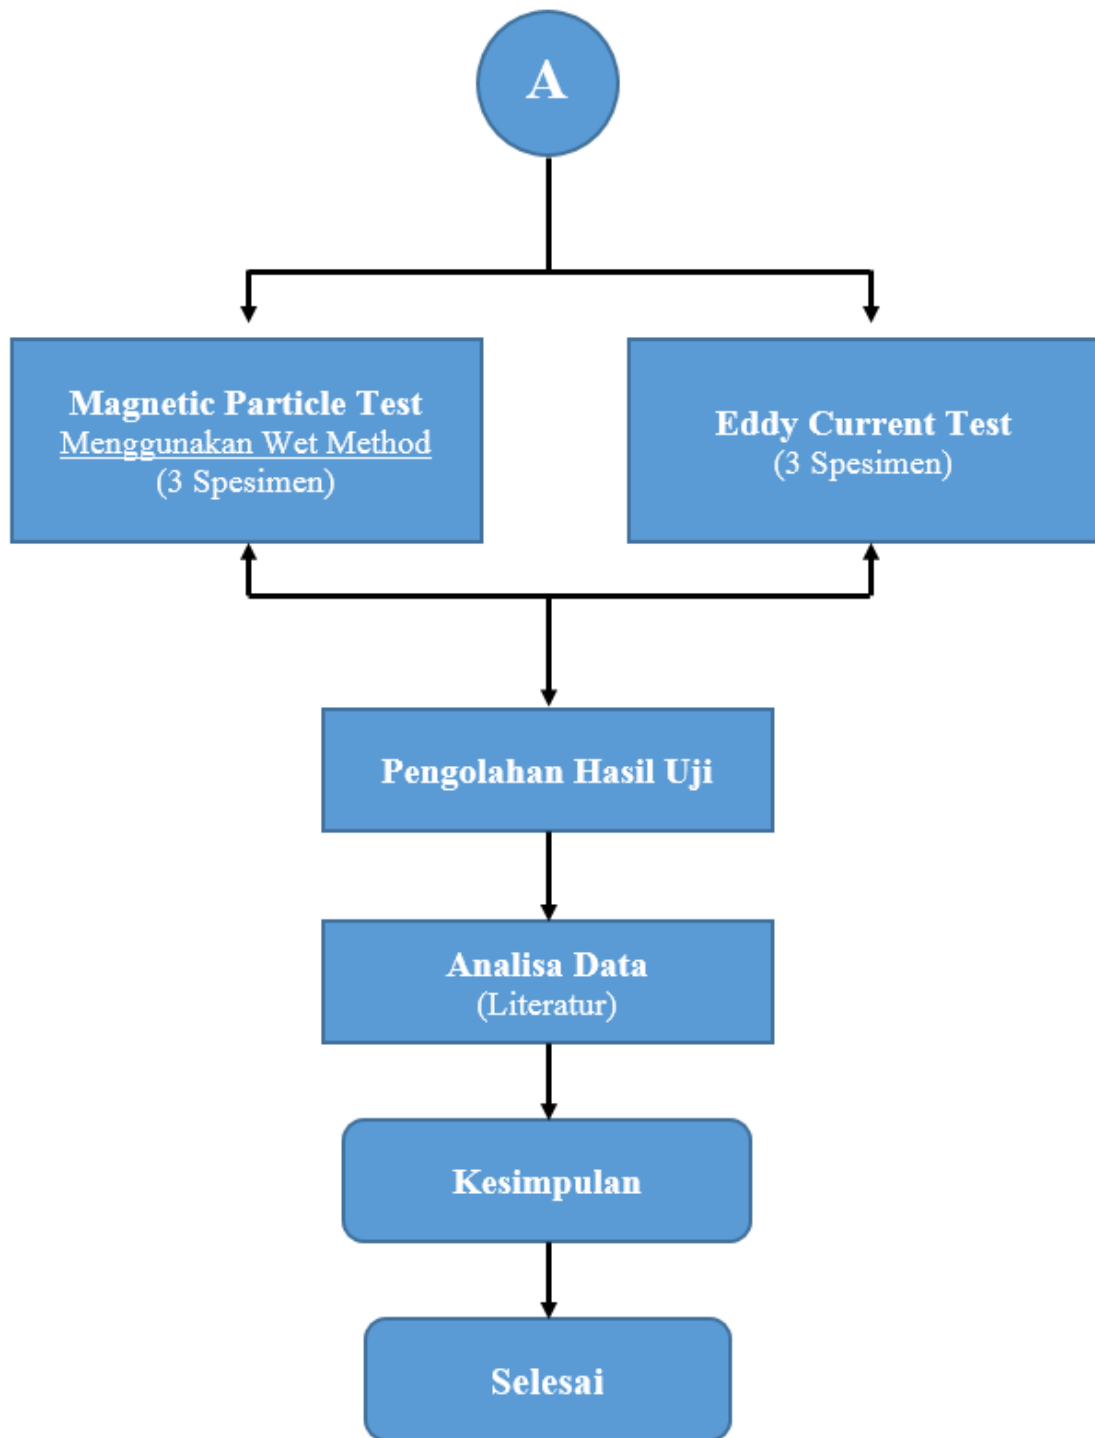 A
Magnetic Particle Test
Menggunakan Wet Method
(3 Spesimen)
Eddy Current Test
(3 Spesimen)
Pengolahan Hasil Uji
Analisa Data
(Literatur)
Kesimpulan
Selesai